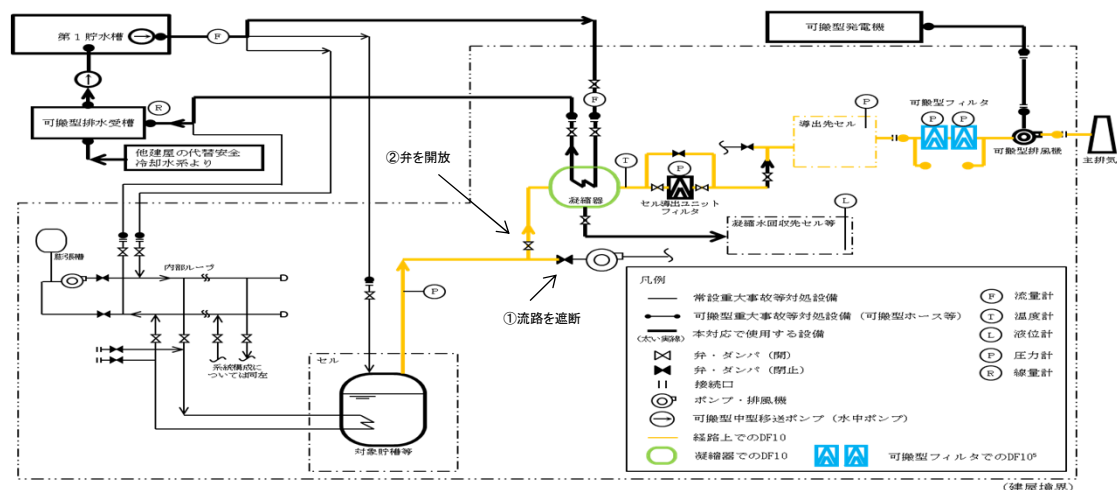 第1貯水槽
F
可搬型発電機
R
可搬型排水受槽
他建屋の代替安全
冷却水系より
②弁を開放
F
T
P
凝縮器
セル導出ユニット
フィルタ
P
導出先セル
可搬型フィルタ
P
P
可搬型排風機
主排気
凝縮水回収先セル等
L
①流路を遮断
P
膨張槽
内部ループ
系統構成に
ついては同左
セル
対象貯槽等
凡例
常設重大事故等対処設備
可搬型重大事故等対処設備(可搬型ホース等)
(太い実線)
本対応で使用する設備
弁・ダンパ(開)
弁・ダンパ(閉止)
接続口
ポンプ・排風機
可搬型中型移送ポンプ(水中ポンプ)
経路上でのDF10
凝縮器でのDF10
可搬型フィルタでのDF10⁵
F 流量計
T 温度計
L 液位計
P 圧力計
R 線量計
(建屋境界)